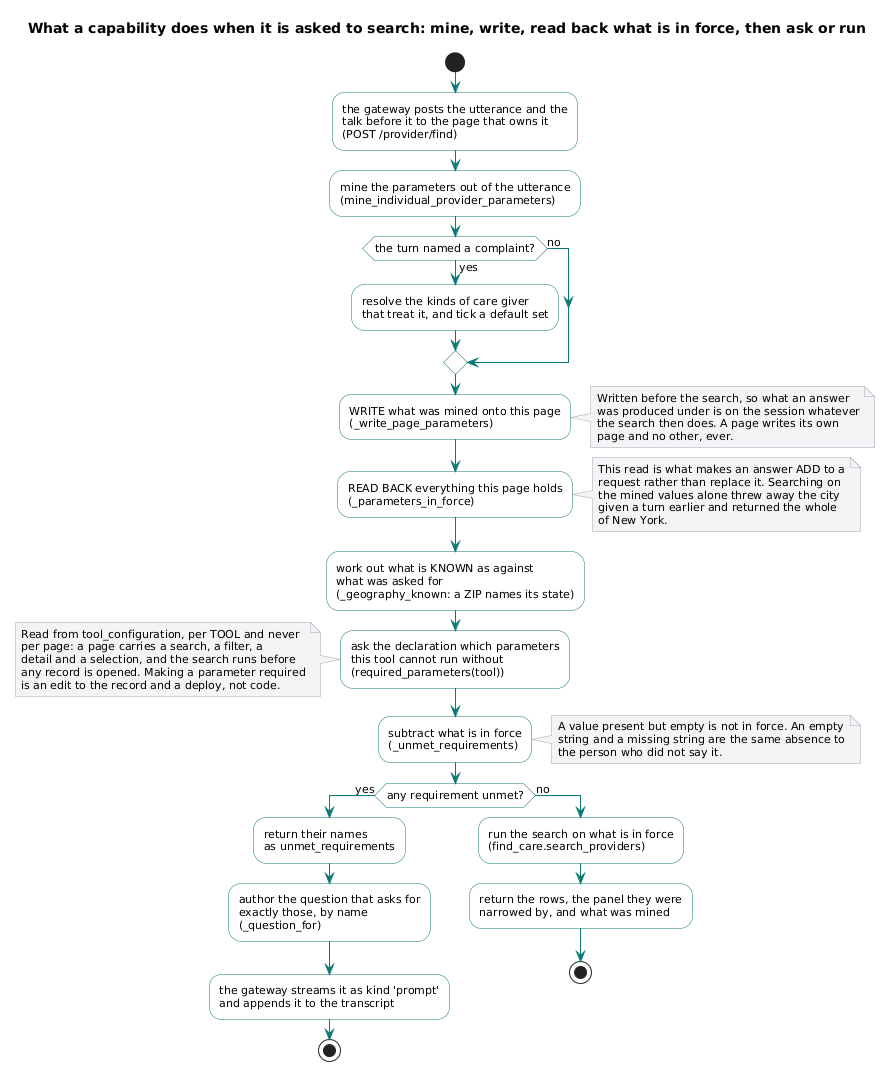 What a capability does when it is asked to search: mine, write, read back what is in force, then ask or run
the gateway posts the utterance and the
talk before it to the page that owns it
(POST /provider/find)
mine the parameters out of the utterance
(mine_individual_provider_parameters)
the turn named a complaint?
no
yes
resolve the kinds of care giver
that treat it, and tick a default set
WRITE what was mined onto this page
(_write_page_parameters)
Written before the search, so what an answer
was produced under is on the session whatever
the search then does. A page writes its own
page and no other, ever.
READ BACK everything this page holds
(_parameters_in_force)
This read is what makes an answer ADD to a
request rather than replace it. Searching on
the mined values alone threw away the city
given a turn earlier and returned the whole
of New York.
work out what is KNOWN as against
what was asked for
(_geography_known: a ZIP names its state)
Read from tool_configuration, per TOOL and never
per page: a page carries a search, a filter, a
detail and a selection, and the search runs before
any record is opened. Making a parameter required
is an edit to the record and a deploy, not code.
ask the declaration which parameters
this tool cannot run without
(required_parameters(tool))
subtract what is in force
(_unmet_requirements)
A value present but empty is not in force. An empty
string and a missing string are the same absence to
the person who did not say it.
any requirement unmet?
yes
no
return their names
as unmet_requirements
author the question that asks for
exactly those, by name
(_question_for)
the gateway streams it as kind 'prompt'
and appends it to the transcript
run the search on what is in force
(find_care.search_providers)
return the rows, the panel they were
narrowed by, and what was mined